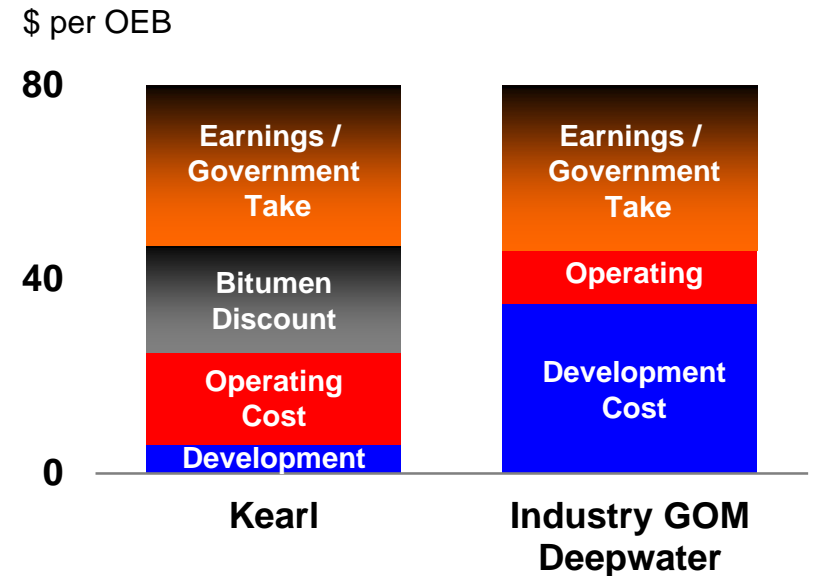 $ per OEB
80
40
0
Earnings /
Government
Take
Bitumen
Discount
Operating
Cost
Development
Earnings /
Government
Take
Operating
Development
Cost
Kearl
Industry GOM
Deepwater